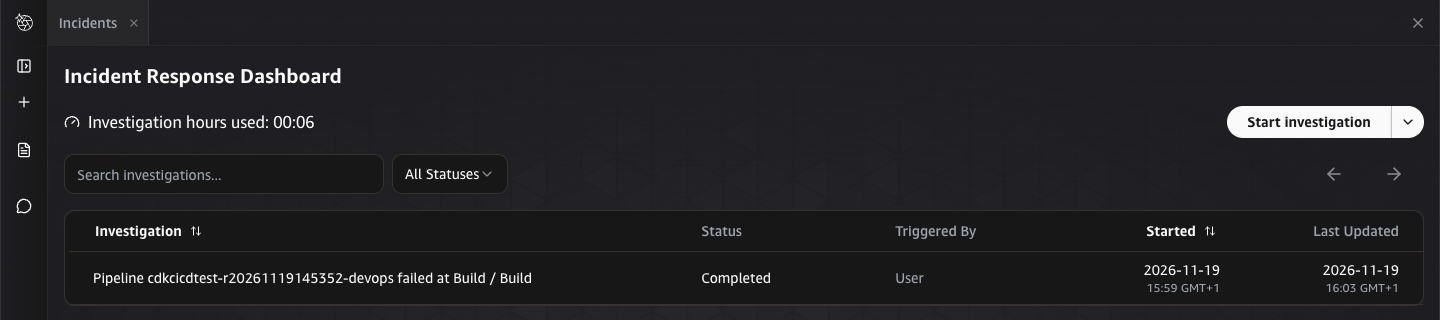 Incidents
Incident Response Dashboard
Investigation hours used: 00:06
Start investigation
Search investigations...
All Statuses
Investigation Status Triggered By Started Last Updated
Pipeline cdkcicdtest-r20261119145352-devops failed at Build / Build Completed User 2026-11-19 2026-11-19
15:59 GMT+1 16:03 GMT+1